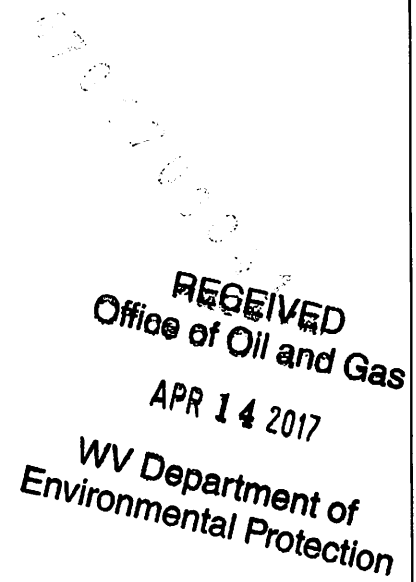 RECEIVED
Office of Oil and Gas
APR 14 2017
WV Department of
Environmental Protection